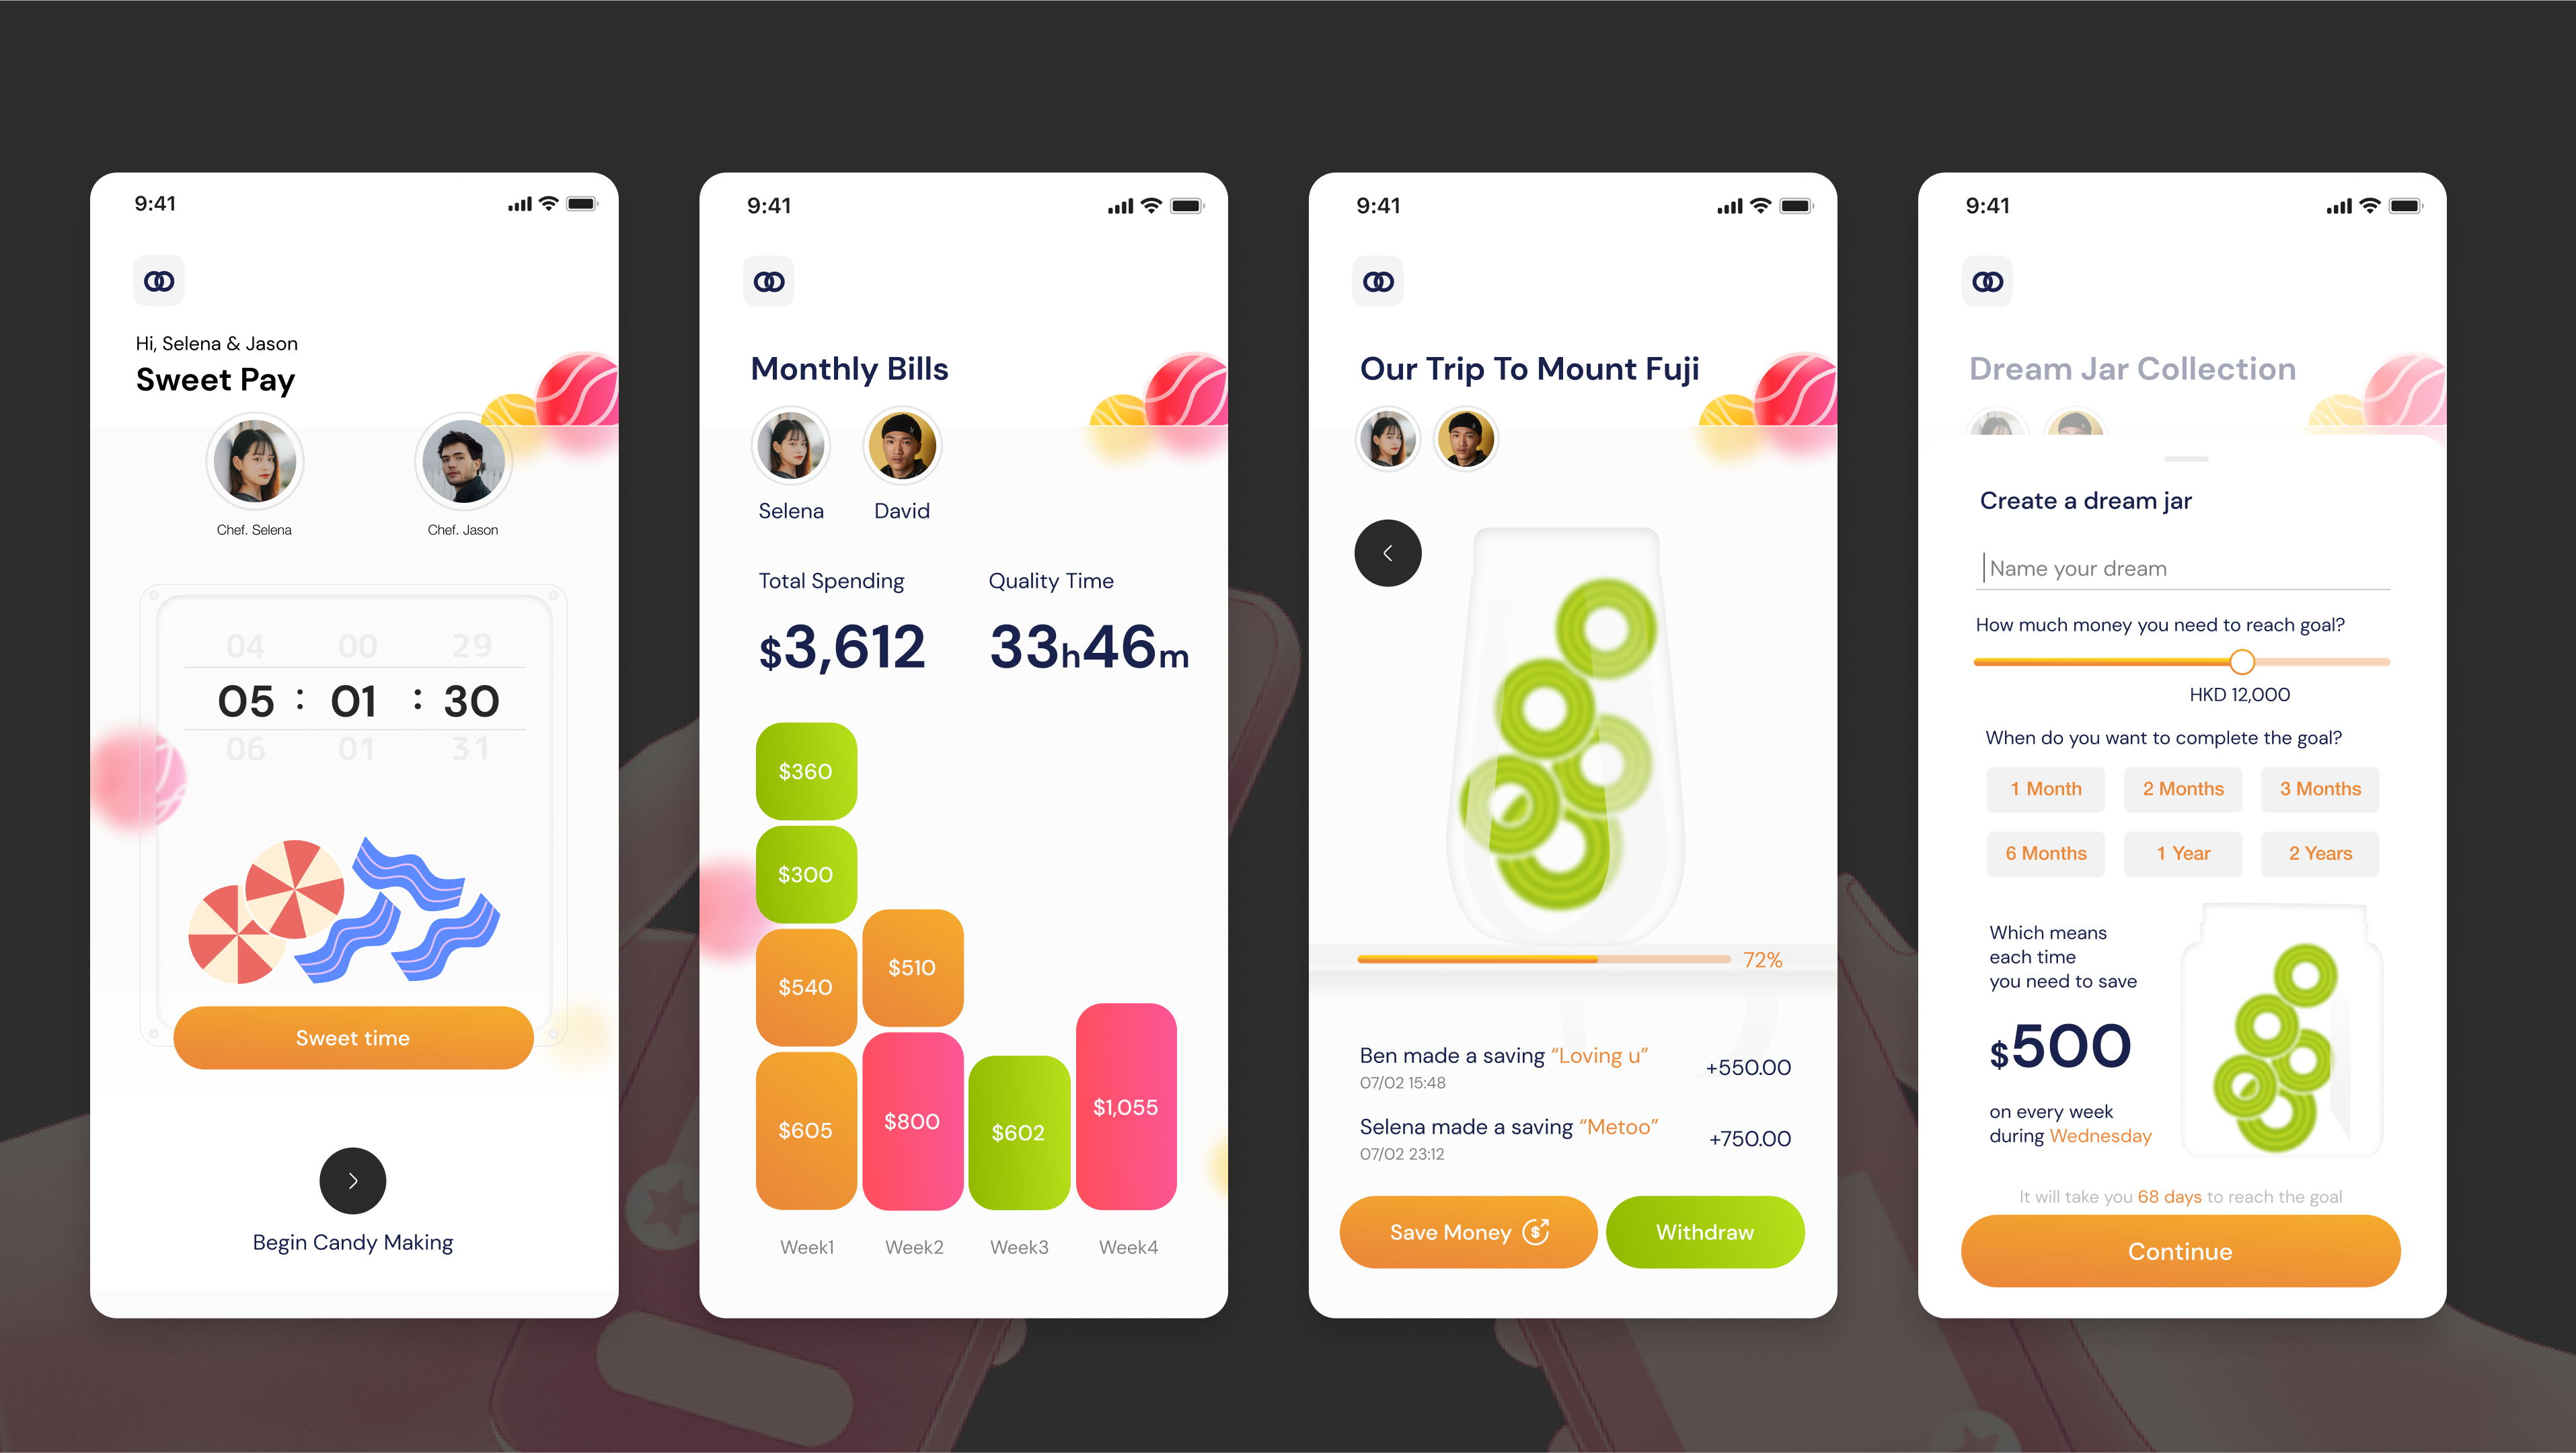 9:41
Hi, Selena & Jason
Sweet Pay
Chef. Selena
Chef. Jason
04 00 29
05 : 01 : 30
06 01 31
Sweet time
Begin Candy Making
9:41
Monthly Bills
Selena
David
Total Spending
Quality Time
$3,612
33h46m
$360
$300
$540
$510
$605
$800
$602
$1,055
Week1
Week2
Week3
Week4
9:41
Our Trip To Mount Fuji
72%
Ben made a saving “Loving u”
+550.00
07/02 15:48
Selena made a saving “Metoo”
+750.00
07/02 23:12
Save Money
Withdraw
9:41
Dream Jar Collection
Create a dream jar
Name your dream
How much money you need to reach goal?
HKD 12,000
When do you want to complete the goal?
1 Month
2 Months
3 Months
6 Months
1 Year
2 Years
Which means
each time
you need to save
$500
on every week
during Wednesday
It will take you 68 days to reach the goal
Continue